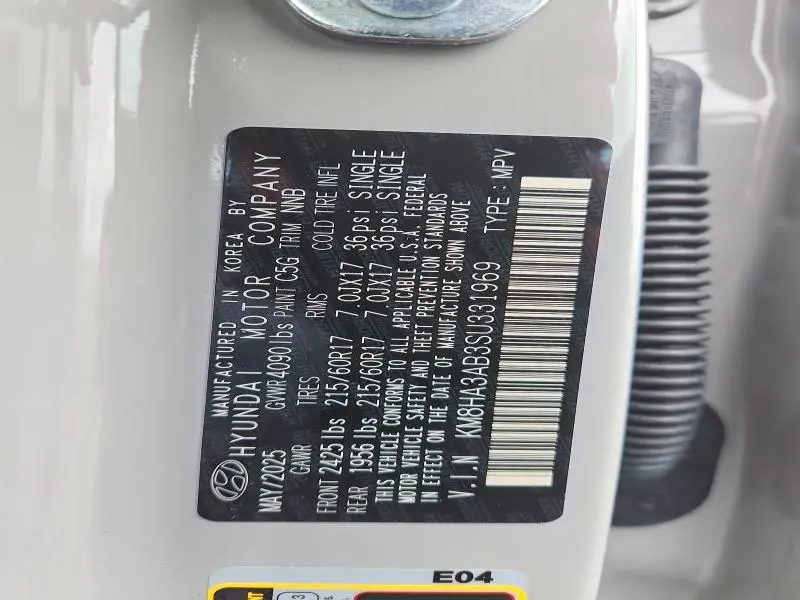 MANUFACTURED IN KOREA BY
HYUNDAI MOTOR COMPANY
MAY/2025 GVWR 4090 lbs PAINT C5G TRIM NNB
GAWR TIRES RMS COLD TIRE INFL
FRONT 2425 lbs 215/60R17 7.0JX17 36psi SINGLE
REAR 1956 lbs 215/60R17 7.0JX17 36psi SINGLE
THIS VEHICLE CONFORMS TO ALL APPLICABLE U.S.A. FEDERAL
MOTOR VEHICLE SAFETY AND THEFT PREVENTION STANDARDS
IN EFFECT ON THE DATE OF MANUFACTURE SHOWN ABOVE
V.I.N KM8HA3AB3SU331969 TYPE : MPV
E04